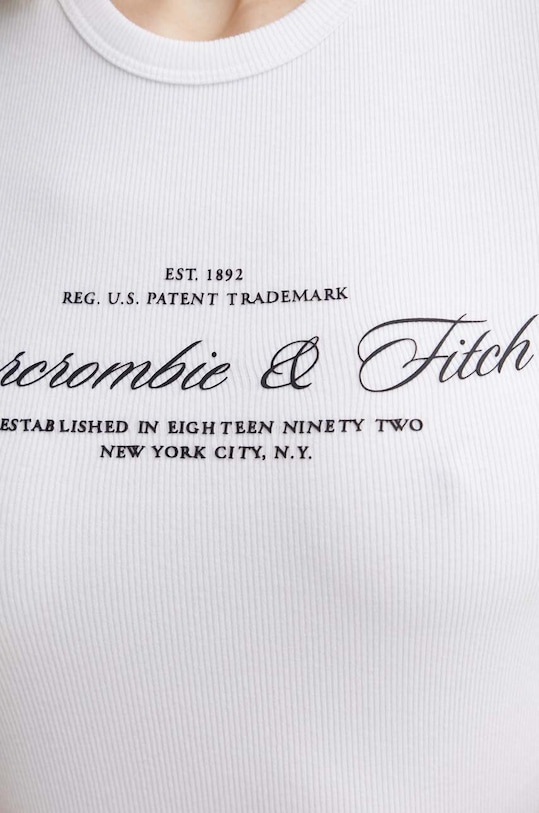 EST. 1892
REG. U.S. PATENT TRADEMARK
rcrombie & Fitch
ESTABLISHED IN EIGHTEEN NINETY TWO
NEW YORK CITY, N.Y.